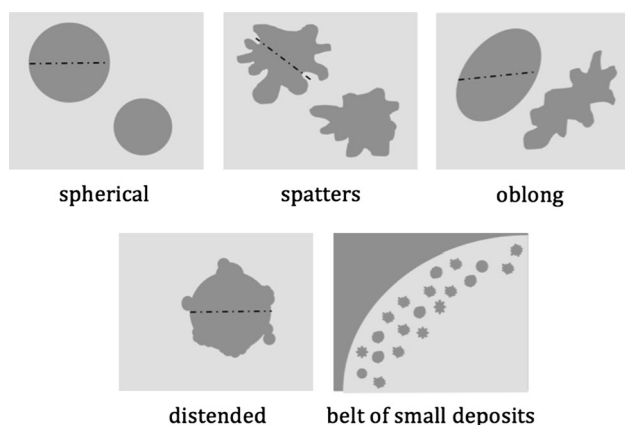 spherical
spatters
oblong
distended
belt of small deposits